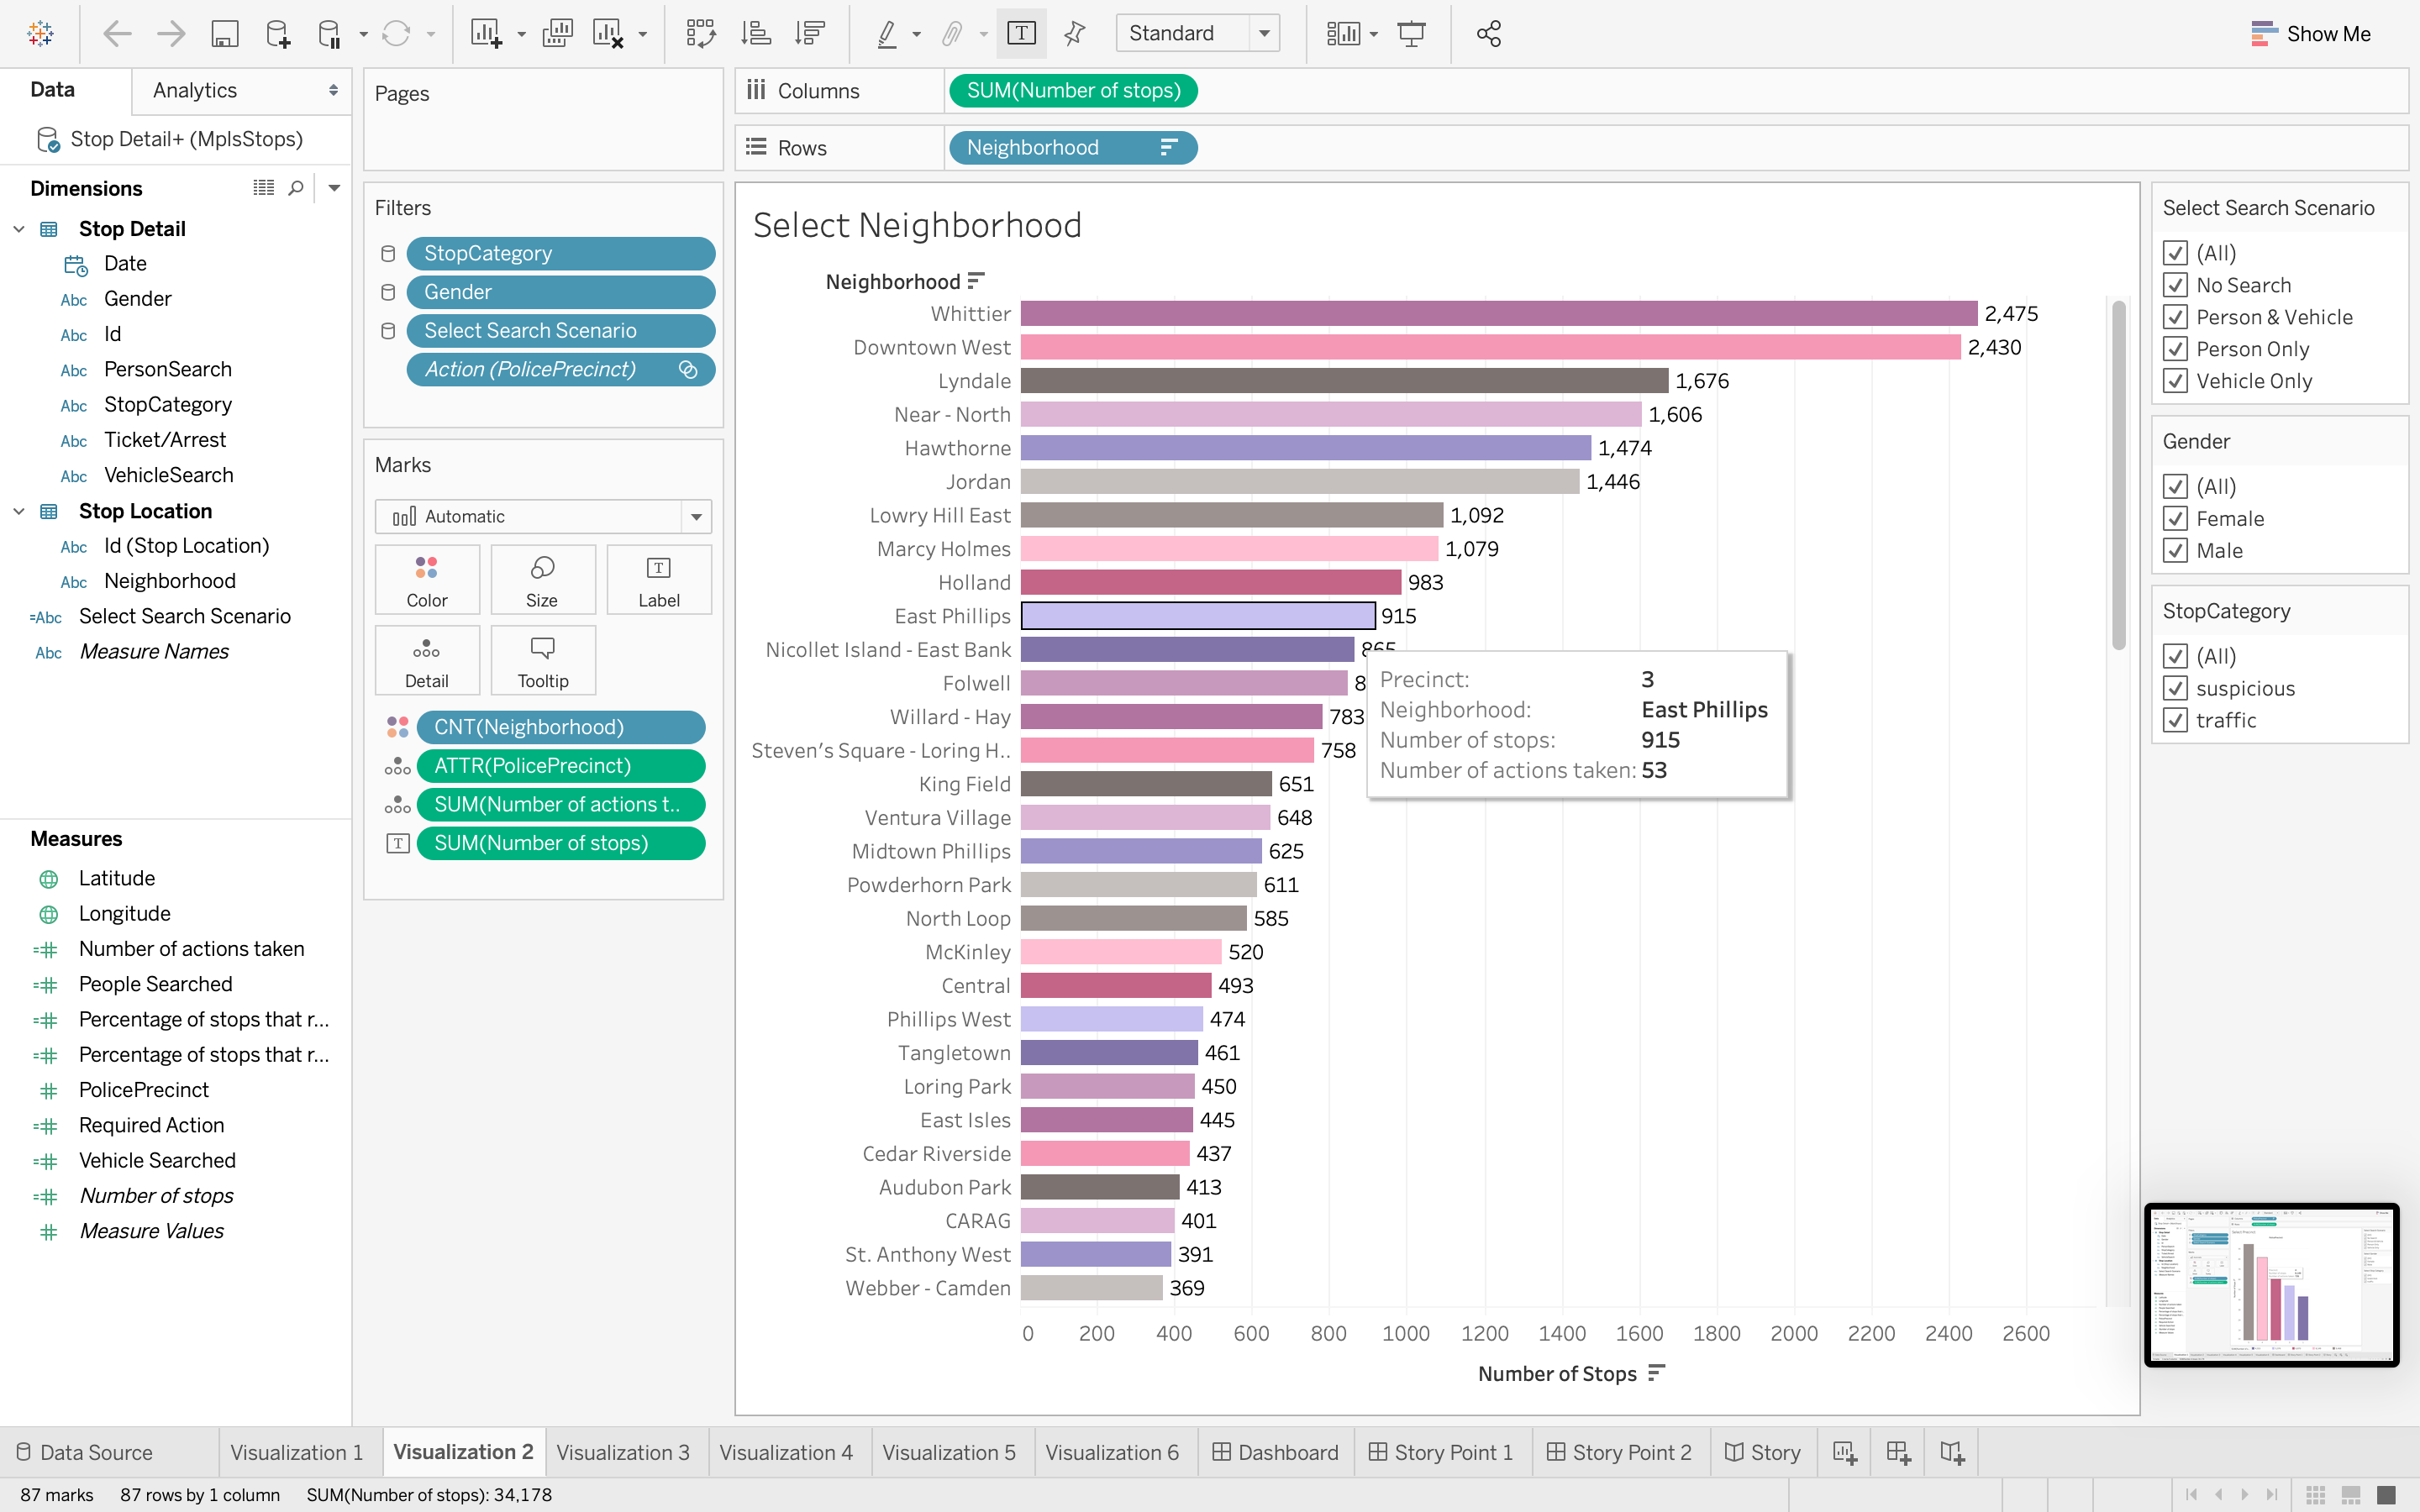 Standard
Show Me
Data
Analytics
Stop Detail+ (MplsStops)
Dimensions
Stop Detail
Date
Abc Gender
Abc Id
Abc PersonSearch
Abc StopCategory
Abc Ticket/Arrest
Abc VehicleSearch
Stop Location
Abc Id (Stop Location)
Abc Neighborhood
=Abc Select Search Scenario
Abc Measure Names
Measures
Latitude
Longitude
Number of actions taken
People Searched
Percentage of stops that r...
Percentage of stops that r...
PolicePrecinct
Required Action
Vehicle Searched
Number of stops
Measure Values
Pages
Filters
StopCategory
Gender
Select Search Scenario
Action (PolicePrecinct)
Marks
Automatic
Color
Size
Label
Detail
Tooltip
CNT(Neighborhood)
ATTR(PolicePrecinct)
SUM(Number of actions t..
SUM(Number of stops)
Columns
SUM(Number of stops)
Rows
Neighborhood
Select Neighborhood
Neighborhood
Whittier 2,475
Downtown West 2,430
Lyndale 1,676
Near - North 1,606
Hawthorne 1,474
Jordan 1,446
Lowry Hill East 1,092
Marcy Holmes 1,079
Holland 983
East Phillips 915
Nicollet Island - East Bank 865
Folwell 8
Willard - Hay 783
Steven's Square - Loring H.. 758
King Field 651
Ventura Village 648
Midtown Phillips 625
Powderhorn Park 611
North Loop 585
McKinley 520
Central 493
Phillips West 474
Tangletown 461
Loring Park 450
East Isles 445
Cedar Riverside 437
Audubon Park 413
CARAG 401
St. Anthony West 391
Webber - Camden 369
0 200 400 600 800 1000 1200 1400 1600 1800 2000 2200 2400 2600
Number of Stops
Precinct: 3
Neighborhood: East Phillips
Number of stops: 915
Number of actions taken: 53
Select Search Scenario
(All)
No Search
Person & Vehicle
Person Only
Vehicle Only
Gender
(All)
Female
Male
StopCategory
(All)
suspicious
traffic
Data Source
Visualization 1
Visualization 2
Visualization 3
Visualization 4
Visualization 5
Visualization 6
Dashboard
Story Point 1
Story Point 2
Story
87 marks
87 rows by 1 column
SUM(Number of stops): 34,178